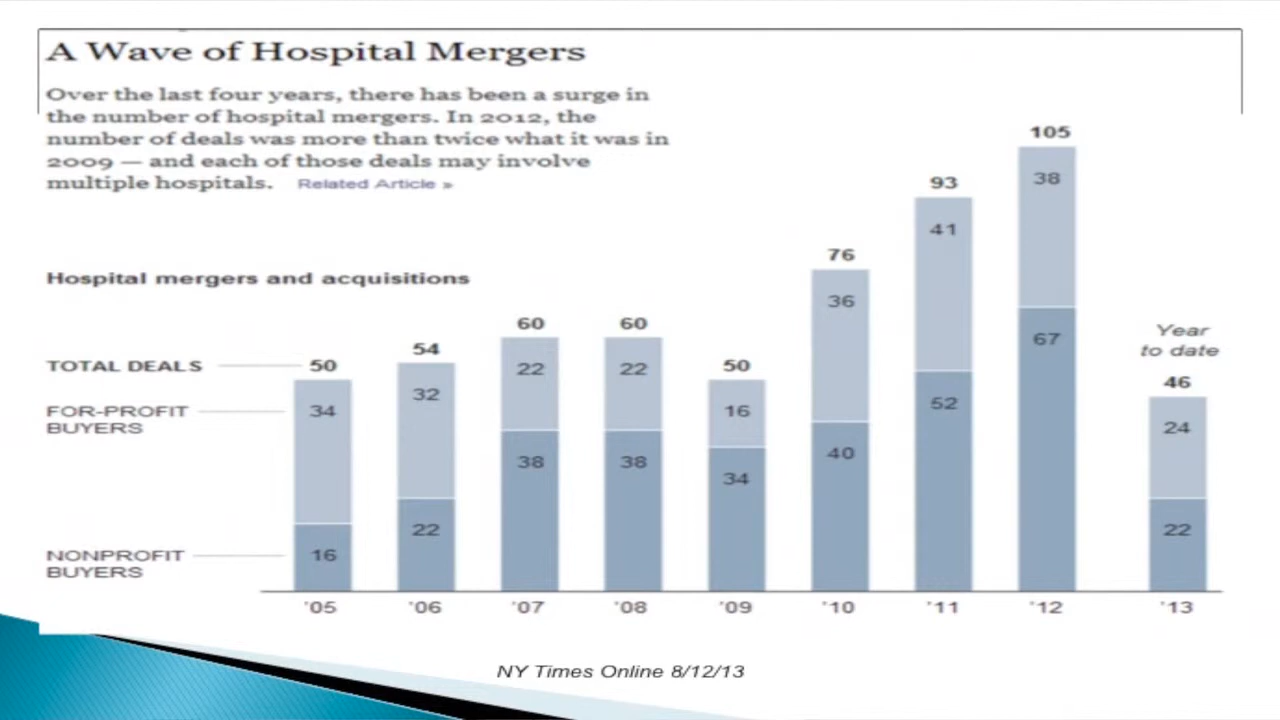 A Wave of Hospital Mergers
Over the last four years, there has been a surge in
the number of hospital mergers. In 2012, the
number of deals was more than twice what it was in
2009 — and each of those deals may involve
multiple hospitals. Related Article »
Hospital mergers and acquisitions
TOTAL DEALS
FOR-PROFIT
BUYERS
NONPROFIT
BUYERS
50
34
16
'05
54
32
22
'06
60
22
38
'07
60
22
38
'08
50
16
34
'09
76
36
40
'10
93
41
52
'11
105
38
67
'12
Year
to date
46
24
22
'13
NY Times Online 8/12/13